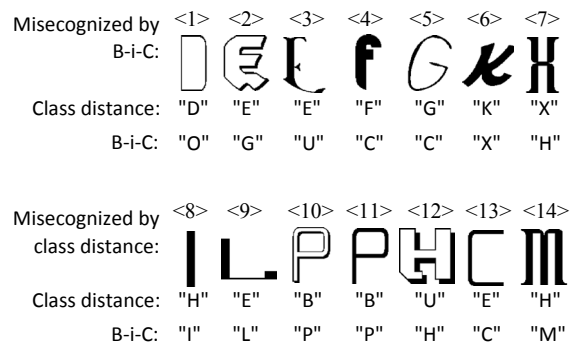 Misecognized by B-i-C: <1> <2> <3> <4> <5> <6> <7>
D E E F G K X
Class distance: "D" "E" "E" "F" "G" "K" "X"
B-i-C: "O" "G" "U" "C" "C" "X" "H"
Misecognized by class distance: <8> <9> <10> <11> <12> <13> <14>
I L P P H C M
Class distance: "H" "E" "B" "B" "U" "E" "H"
B-i-C: "I" "L" "P" "P" "H" "C" "M"